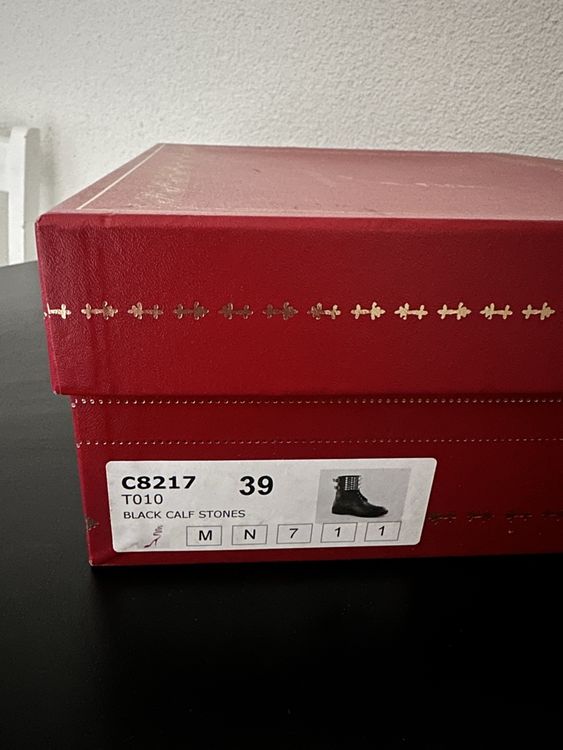 C8217 39
T010
BLACK CALF STONES
M N 7 1 1